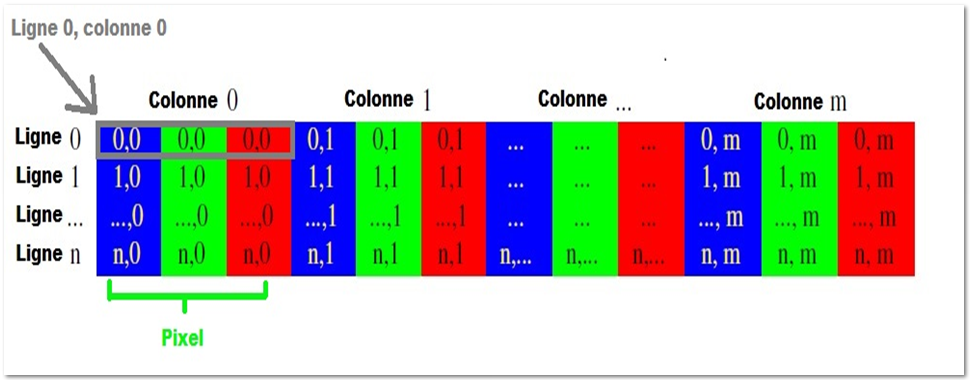 Ligne 0, colonne 0
Colonne 0 Colonne 1 Colonne ... Colonne m
Ligne 0 0,0 0,0 0,0 0,1 0,1 0,1 ... ... ... 0, m 0, m 0, m
Ligne 1 1,0 1,0 1,0 1,1 1,1 1,1 ... ... ... 1, m 1, m 1, m
Ligne ... ...,0 ...,0 ...,0 ...,1 ...,1 ...,1 ... ... ... ..., m ..., m ..., m
Ligne n n,0 n,0 n,0 n,1 n,1 n,1 n,... n,... n,... n, m n, m n, m
Pixel